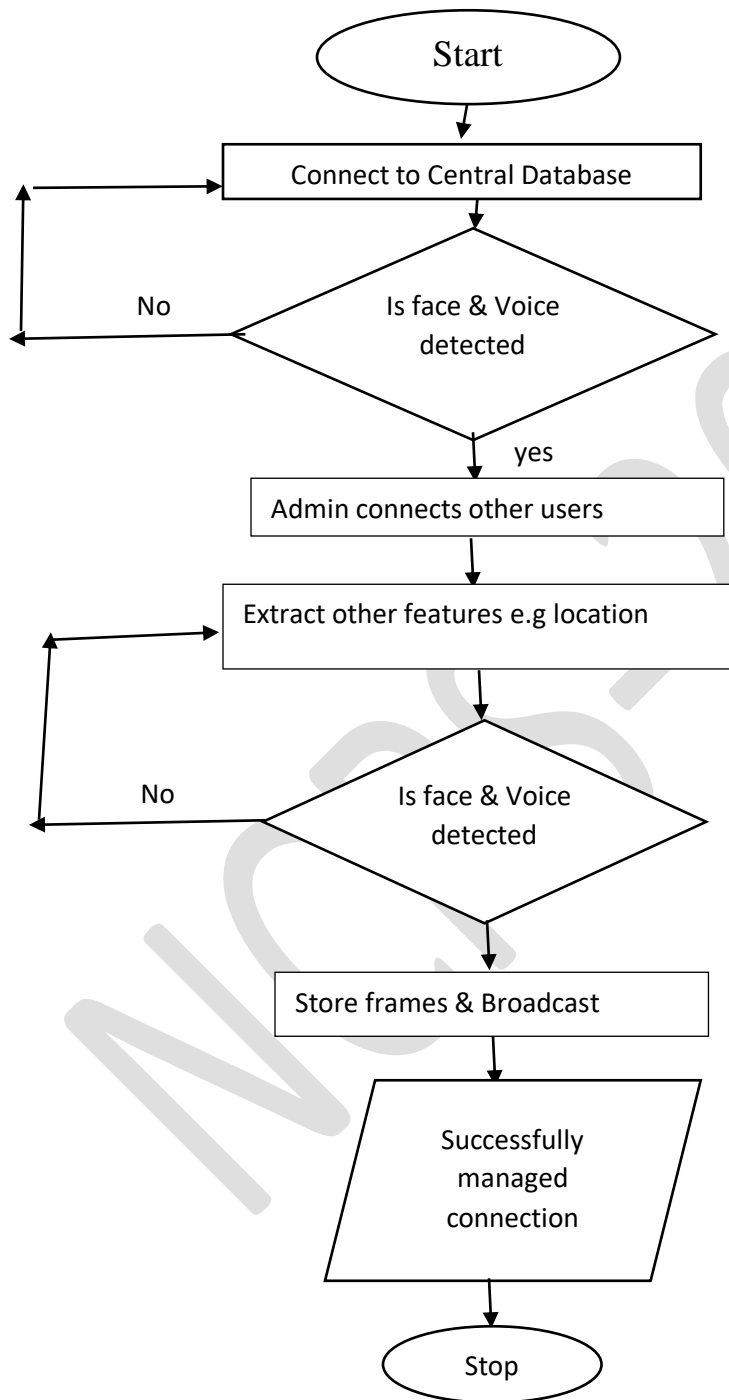 Start
Connect to Central Database
Is face & Voice
detected
No
yes
Admin connects other users
Extract other features e.g location
Is face & Voice
detected
No
Store frames & Broadcast
Successfully
managed
connection
Stop